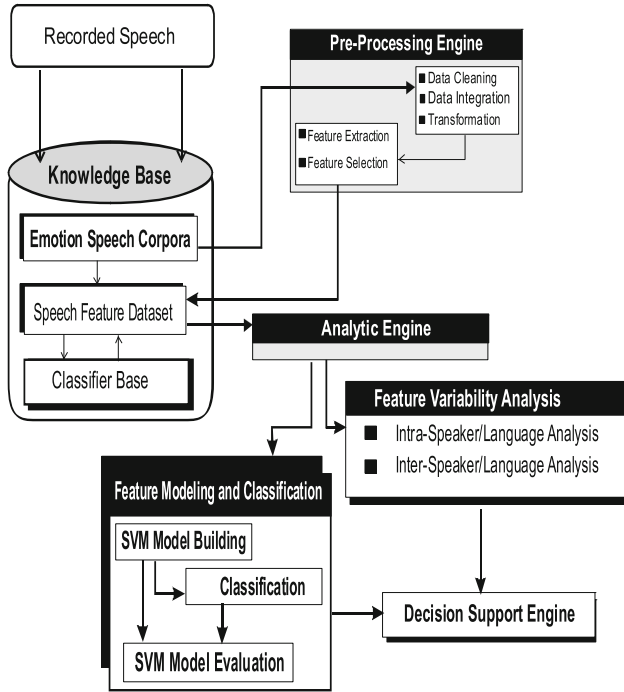 Recorded Speech
Pre-Processing Engine
Data Cleaning
Data Integration
Transformation
Feature Extraction
Feature Selection
Knowledge Base
Emotion Speech Corpora
Speech Feature Dataset
Classifier Base
Analytic Engine
Feature Variability Analysis
Intra-Speaker/Language Analysis
Inter-Speaker/Language Analysis
Feature Modeling and Classification
SVM Model Building
Classification
SVM Model Evaluation
Decision Support Engine